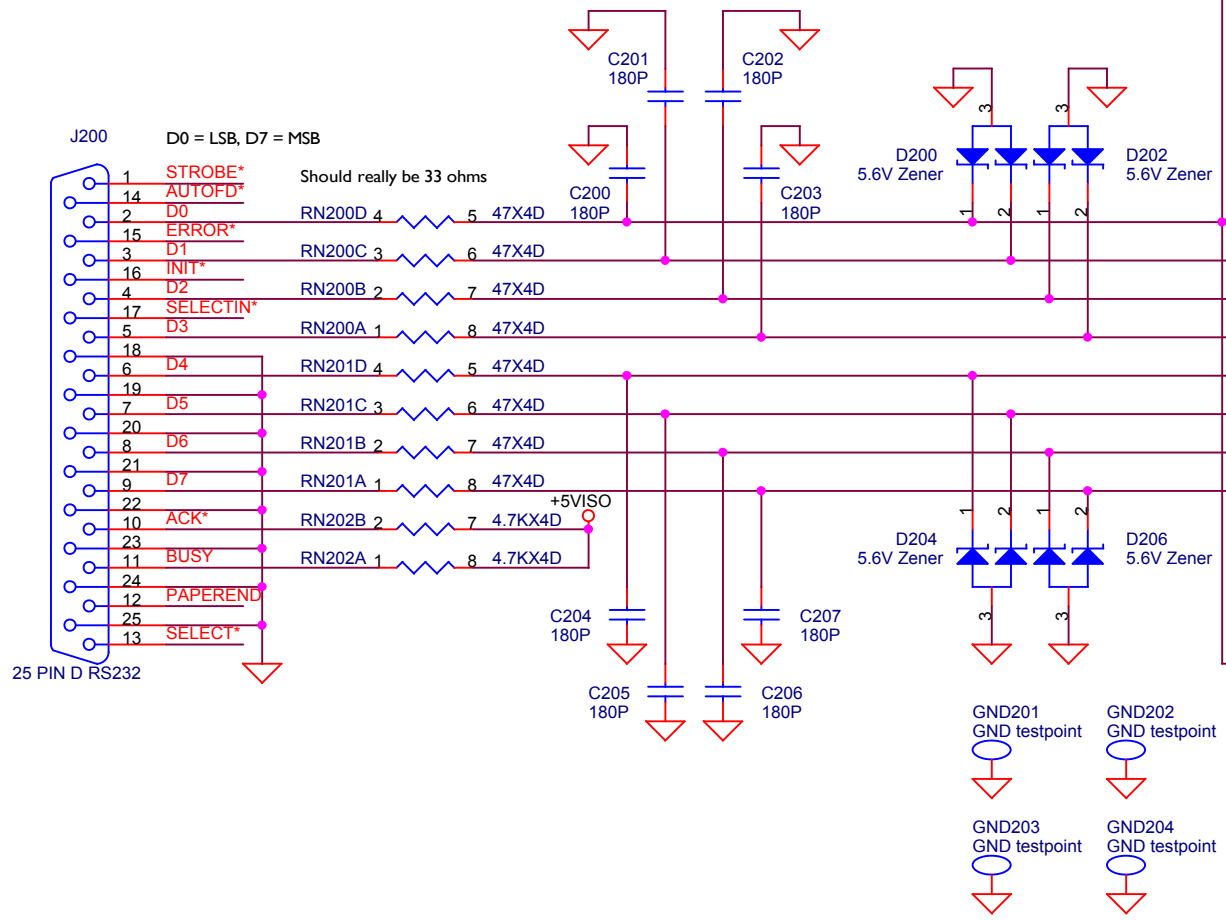 C201
180P
C202
180P
J200
D0 = LSB, D7 = MSB
3
3
D200
5.6V Zener
D202
5.6V Zener
Should really be 33 ohms
C200
180P
C203
180P
1
2
1
2
1 STROBE*
14 AUTOFD*
2 D0 RN200D 4 5 47X4D
15 ERROR*
3 D1 RN200C 3 6 47X4D
16 INIT*
4 D2 RN200B 2 7 47X4D
17 SELECTIN*
5 D3 RN200A 1 8 47X4D
18
6 D4 RN201D 4 5 47X4D
19
7 D5 RN201C 3 6 47X4D
20
8 D6 RN201B 2 7 47X4D
21
9 D7 RN201A 1 8 47X4D
+5VISO
22
10 ACK* RN202B 2 7 4.7KX4D
23
11 BUSY RN202A 1 8 4.7KX4D
24
12 PAPEREND
25
13 SELECT*
25 PIN D RS232
1
2
1
2
D204
5.6V Zener
D206
5.6V Zener
3
3
C204
180P
C207
180P
C205
180P
C206
180P
GND201
GND testpoint
GND202
GND testpoint
GND203
GND testpoint
GND204
GND testpoint